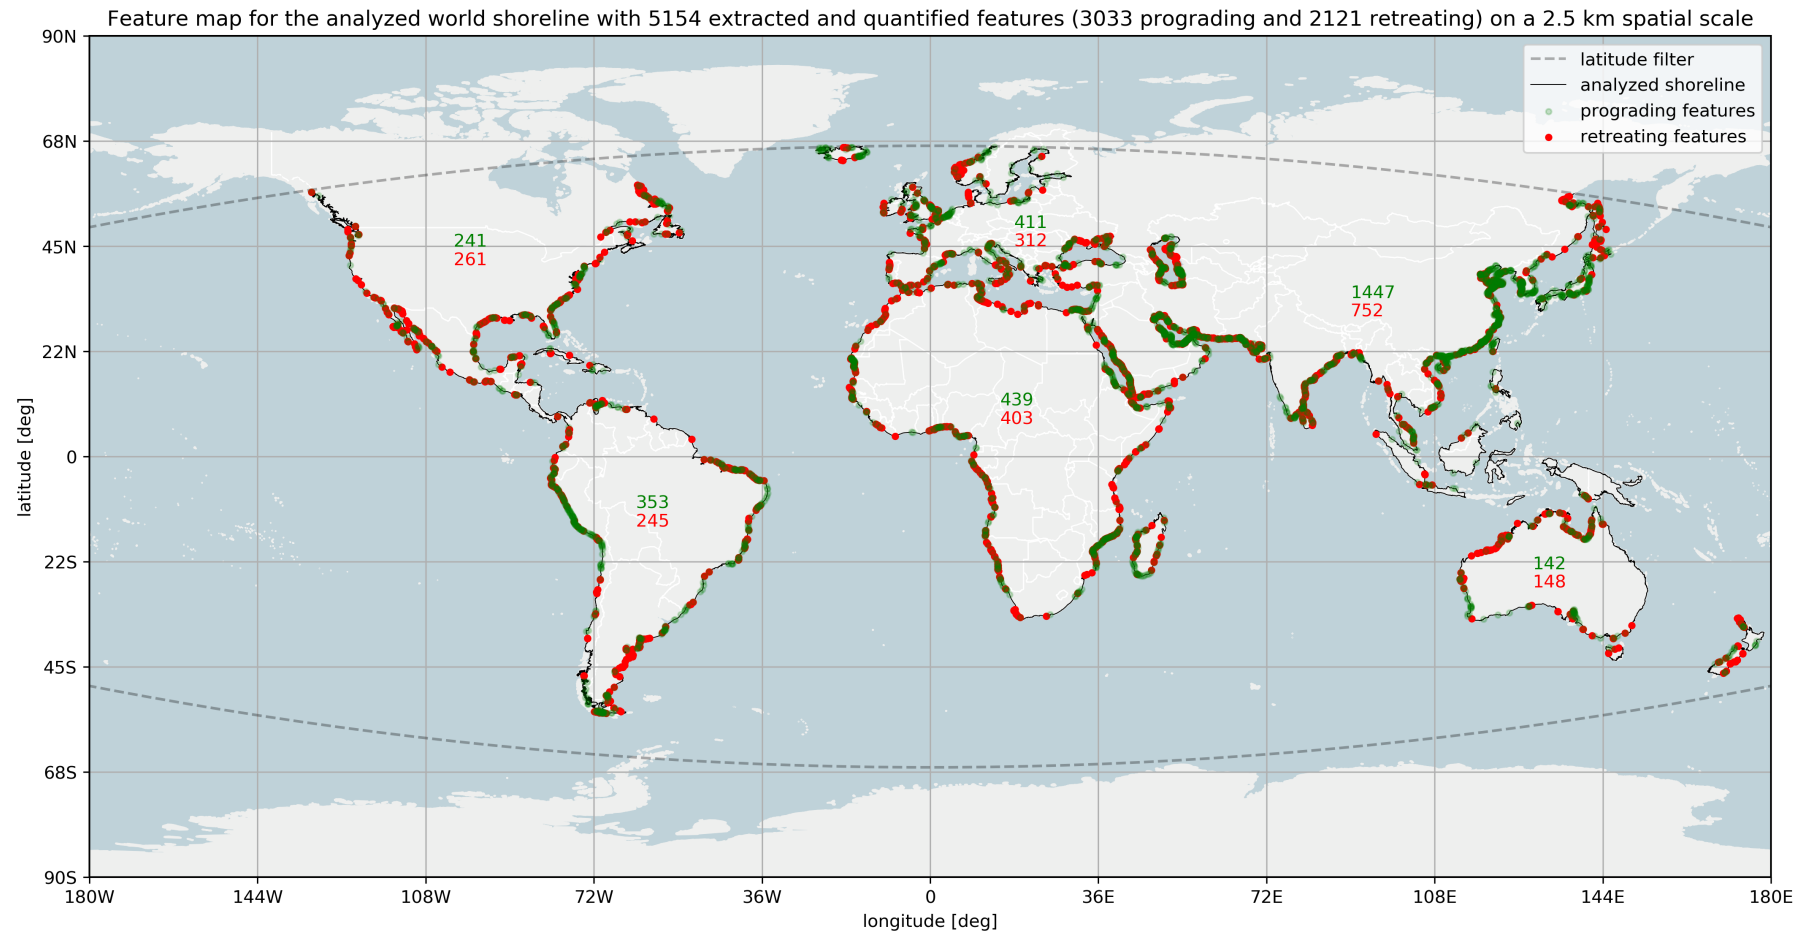 Feature map for the analyzed world shoreline with 5154 extracted and quantified features (3033 prograding and 2121 retreating) on a 2.5 km spatial scale
90N
68N
45N
22N
0
22S
45S
68S
90S
latitude [deg]
latitude filter
analyzed shoreline
prograding features
retreating features
241
261
411
312
1447
752
439
403
353
245
142
148
180W 144W 108W 72W 36W 0 36E 72E 108E 144E 180E
longitude [deg]